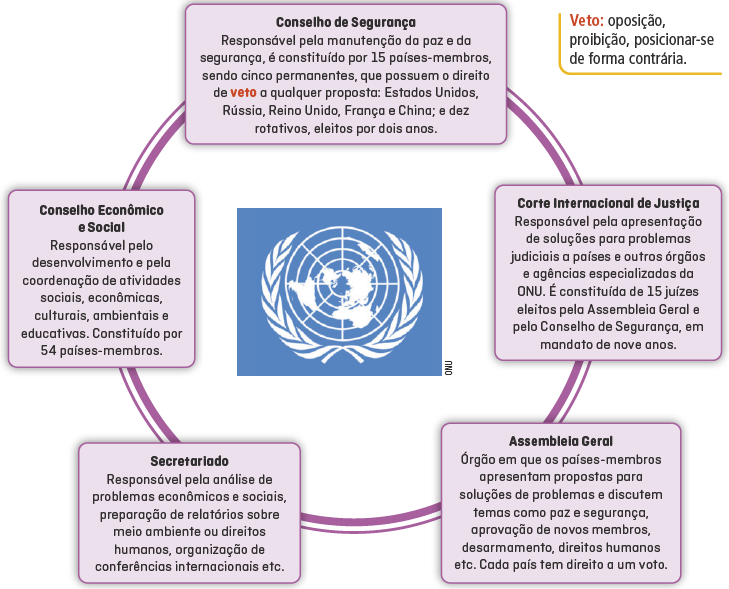 Conselho de Segurança
Responsável pela manutenção da paz e da
segurança, é constituído por 15 países-membros,
sendo cinco permanentes, que possuem o direito
de veto a qualquer proposta: Estados Unidos,
Rússia, Reino Unido, França e China; e dez
rotativos, eleitos por dois anos.
Veto: oposição,
proibição, posicionar-se
de forma contrária.
Conselho Econômico
e Social
Responsável pelo
desenvolvimento e pela
coordenação de atividades
sociais, econômicas,
culturais, ambientais e
educativas. Constituído por
54 países-membros.
Corte Internacional de Justiça
Responsável pela apresentação
de soluções para problemas
judiciais a países e outros órgãos
e agências especializadas da
ONU. É constituída de 15 juízes
eleitos pela Assembleia Geral e
pelo Conselho de Segurança, em
mandato de nove anos.
ONU
Secretariado
Responsável pela análise de
problemas econômicos e sociais,
preparação de relatórios sobre
meio ambiente ou direitos
humanos, organização de
conferências internacionais etc.
Assembleia Geral
Órgão em que os países-membros
apresentam propostas para
soluções de problemas e discutem
temas como paz e segurança,
aprovação de novos membros,
desarmamento, direitos humanos
etc. Cada país tem direito a um voto.